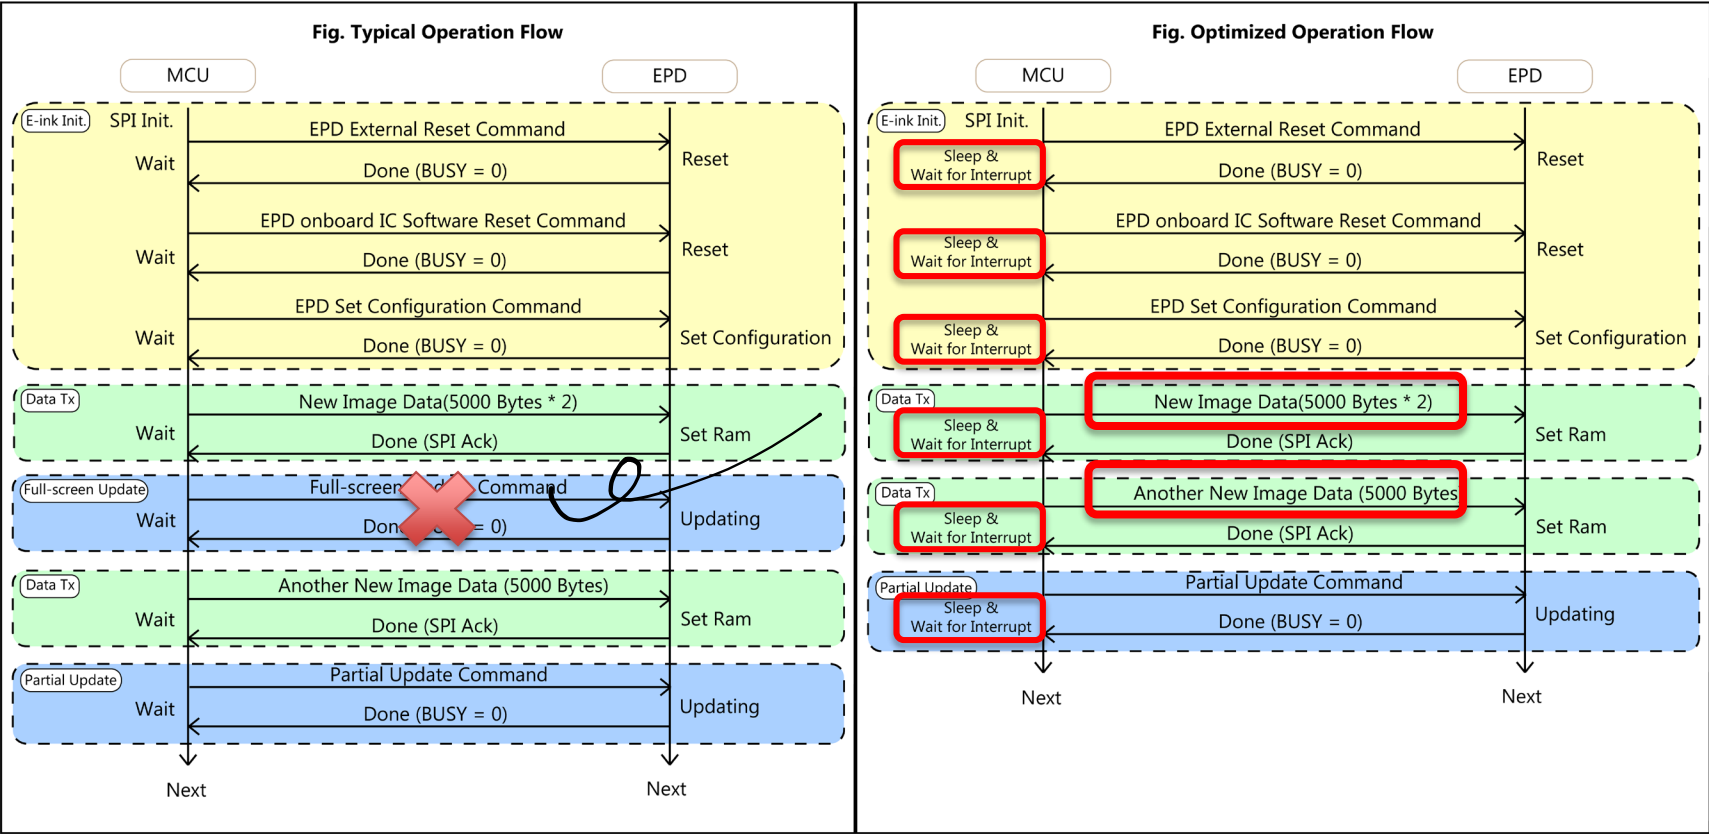 Fig. Typical Operation Flow
MCU
EPD
E-ink Init.
SPI Init.
EPD External Reset Command
Wait
Done (BUSY = 0)
Reset
EPD onboard IC Software Reset Command
Wait
Done (BUSY = 0)
Reset
EPD Set Configuration Command
Wait
Done (BUSY = 0)
Set Configuration
Data Tx
New Image Data(5000 Bytes * 2)
Wait
Done (SPI Ack)
Set Ram
Full-screen Update
Full-screen Command
Wait
= 0)
Updating
Data Tx
Another New Image Data (5000 Bytes)
Wait
Done (SPI Ack)
Set Ram
Partial Update
Partial Update Command
Wait
Done (BUSY = 0)
Updating
Next
Next
Fig. Optimized Operation Flow
MCU
EPD
E-ink Init.
SPI Init.
EPD External Reset Command
Sleep &
Wait for Interrupt
Done (BUSY = 0)
Reset
EPD onboard IC Software Reset Command
Sleep &
Wait for Interrupt
Done (BUSY = 0)
Reset
EPD Set Configuration Command
Sleep &
Wait for Interrupt
Done (BUSY = 0)
Set Configuration
Data Tx
New Image Data(5000 Bytes * 2)
Sleep &
Wait for Interrupt
Done (SPI Ack)
Set Ram
Data Tx
Another New Image Data (5000 Bytes
Sleep &
Wait for Interrupt
Done (SPI Ack)
Set Ram
Partial Update
Partial Update Command
Sleep &
Wait for Interrupt
Done (BUSY = 0)
Updating
Next
Next